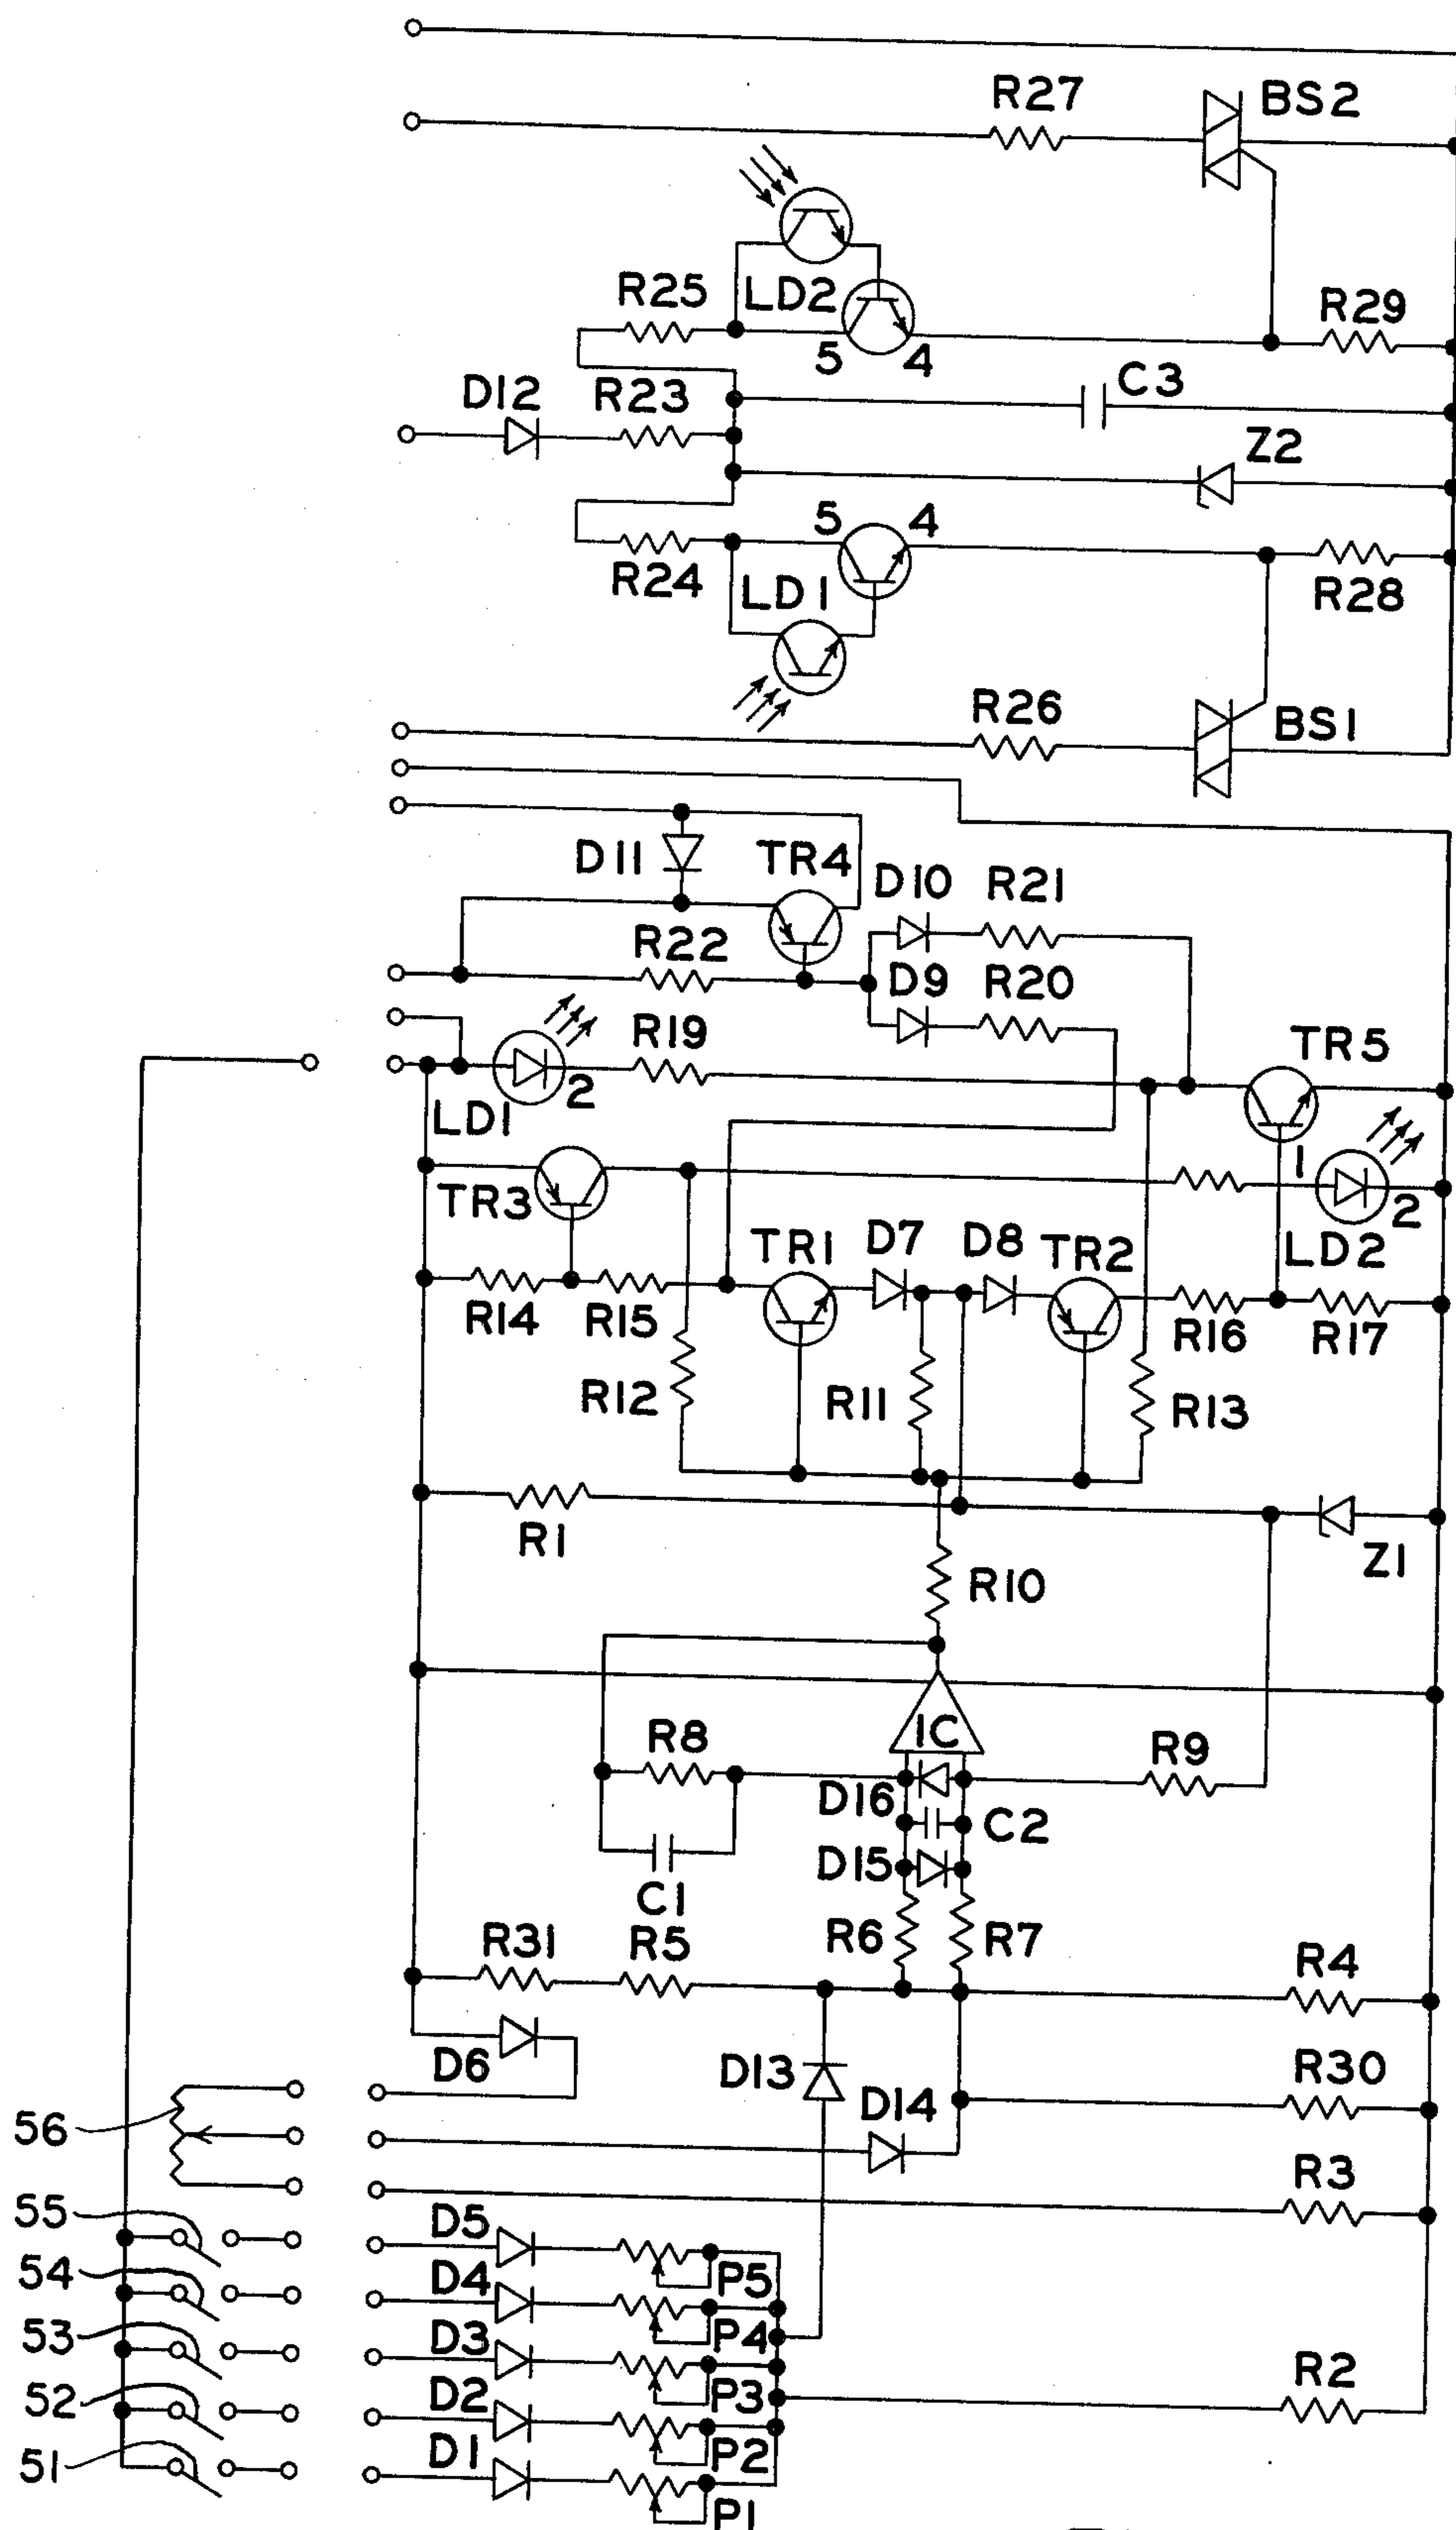 R27 BS2
R25 LD2 R29
5 4
D12 R23 C3
Z2
5 4
R24 LD1 R28
R26 BS1
D11 TR4 D10 R21
R22 D9 R20
R19 TR5
LD1 2
TR3 1 2
LD2
TR1 D7 D8 TR2
R14 R15 R16 R17
R12 R11 R13
R1 Z1
R10
IC
R8 R9
D16 C2
D15
C1
R31 R5 R6 R7 R4
D6 D13 R30
56 D14
R3
55 D5
P5
54 D4
P4
53 D3
P3 R2
52 D2
P2
51 D1
P1